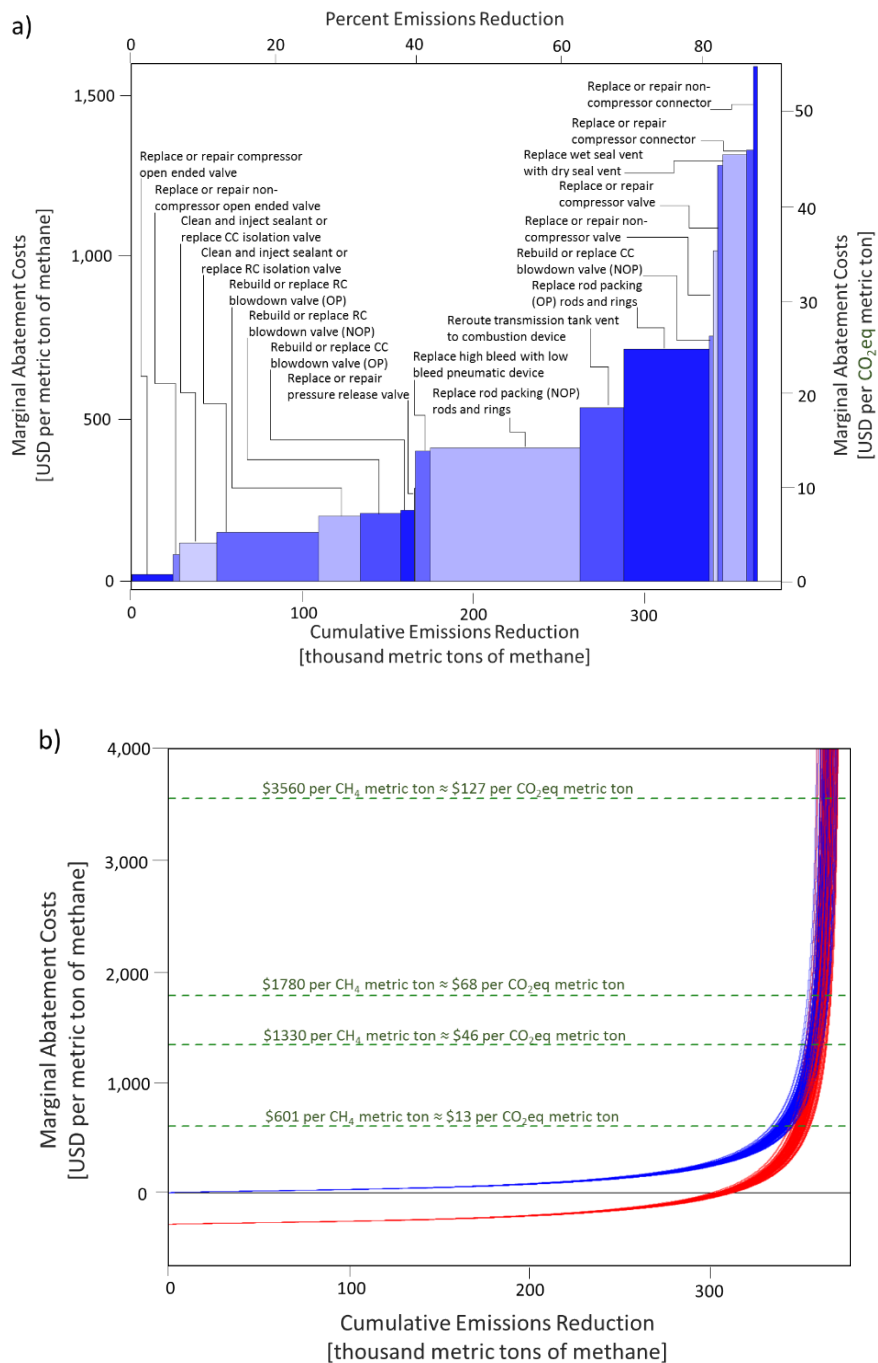 a)
Percent Emissions Reduction
0
20
40
60
80
1,500
1,000
500
0
Marginal Abatement Costs
[USD per metric ton of methane]
50
40
30
20
10
0
Marginal Abatement Costs
[USD per CO₂eq metric ton]
Replace or repair compressor
open ended valve
Replace or repair non-
compressor open ended valve
Clean and inject sealant or
replace CC isolation valve
Clean and inject sealant or
replace RC isolation valve
Rebuild or replace RC
blowdown valve (OP)
Rebuild or replace RC
blowdown valve (NOP)
Rebuild or replace CC
blowdown valve (OP)
Replace or repair
pressure release valve
Replace high bleed with low
bleed pneumatic device
Replace rod packing (NOP)
rods and rings
Reroute transmission tank vent
to combustion device
Replace rod packing
(OP) rods and rings
Rebuild or replace CC
blowdown valve (NOP)
Replace or repair non-
compressor valve
Replace or repair
compressor valve
Replace wet seal vent
with dry seal vent
Replace or repair
compressor connector
Replace or repair non-
compressor connector
0
100
200
300
Cumulative Emissions Reduction
[thousand metric tons of methane]
b)
4,000
3,000
2,000
1,000
0
Marginal Abatement Costs
[USD per metric ton of methane]
$3560 per CH₄ metric ton ≈ $127 per CO₂eq metric ton
$1780 per CH₄ metric ton ≈ $68 per CO₂eq metric ton
$1330 per CH₄ metric ton ≈ $46 per CO₂eq metric ton
$601 per CH₄ metric ton ≈ $13 per CO₂eq metric ton
0
100
200
300
Cumulative Emissions Reduction
[thousand metric tons of methane]